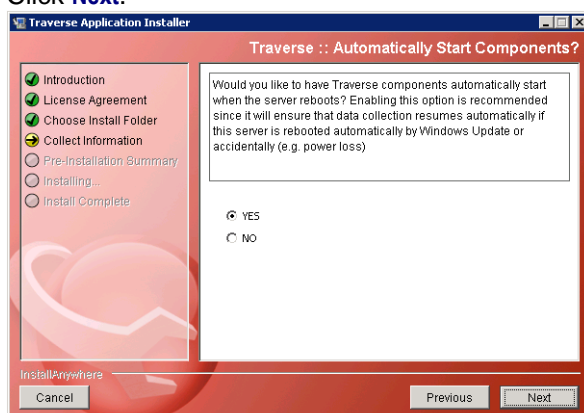 Click Next.
Traverse Application Installer
Traverse :: Automatically Start Components?
Introduction
License Agreement
Choose Install Folder
Collect Information
Pre-Installation Summary
Installing...
Install Complete
Would you like to have Traverse components automatically start
when the server reboots? Enabling this option is recommended
since it will ensure that data collection resumes automatically if
this server is rebooted automatically by Windows Update or
accidentally (e.g. power loss)
YES
NO
InstallAnywhere
Cancel
Previous
Next